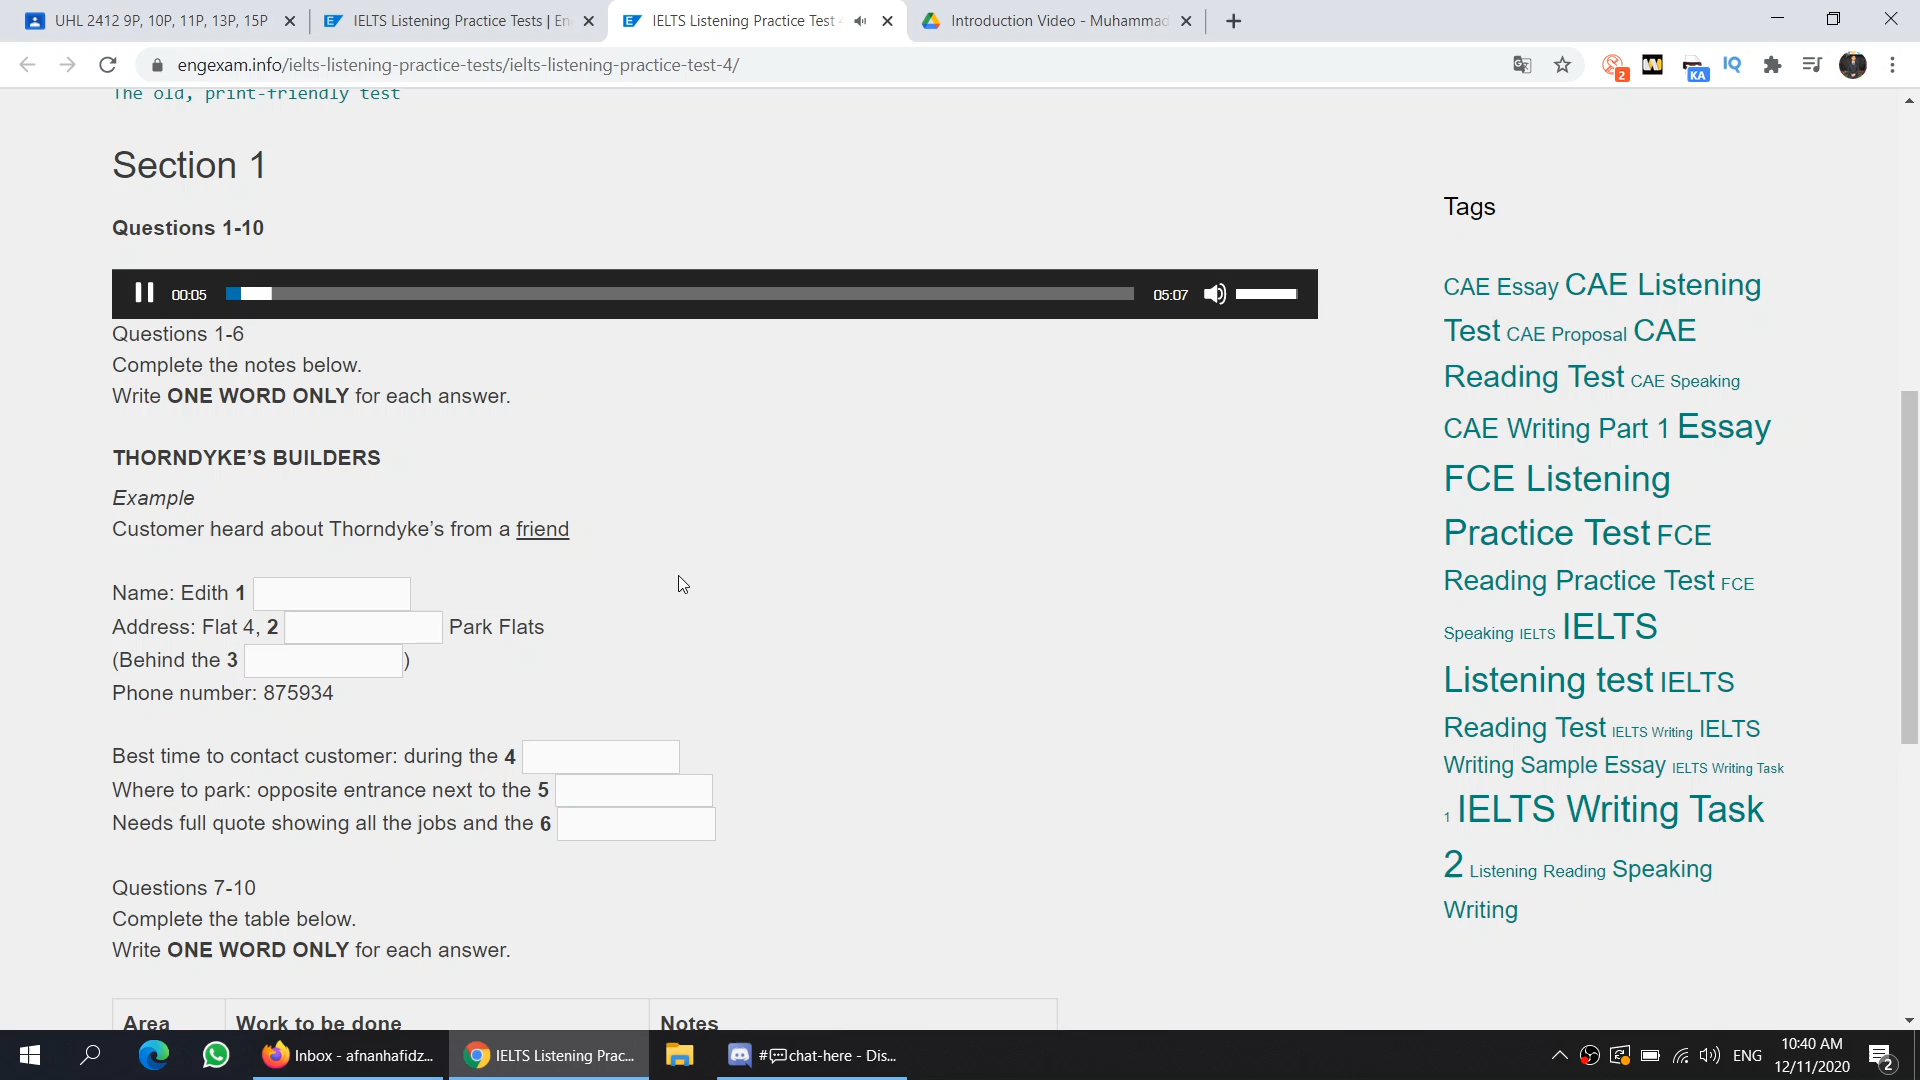 UHL 2412 9P, 10P, 11P, 13P, 15P
IELTS Listening Practice Tests | En
IELTS Listening Practice Test 4
Introduction Video - Muhammad
engexam.info/ielts-listening-practice-tests/ielts-listening-practice-test-4/
2
KA
IQ
The old, print-friendly test
Section 1
Questions 1-10
00:05
05:07
Questions 1-6
Complete the notes below.
Write ONE WORD ONLY for each answer.
THORNDYKE’S BUILDERS
Example
Customer heard about Thorndyke’s from a friend
Name: Edith 1
Address: Flat 4, 2 Park Flats
(Behind the 3 )
Phone number: 875934
Best time to contact customer: during the 4
Where to park: opposite entrance next to the 5
Needs full quote showing all the jobs and the 6
Questions 7-10
Complete the table below.
Write ONE WORD ONLY for each answer.
Area Work to be done Notes
Tags
CAE Essay CAE Listening
Test CAE Proposal CAE
Reading Test CAE Speaking
CAE Writing Part 1 Essay
FCE Listening
Practice Test FCE
Reading Practice Test FCE
Speaking IELTS IELTS
Listening test IELTS
Reading Test IELTS Writing IELTS
Writing Sample Essay IELTS Writing Task
1 IELTS Writing Task
2 Listening Reading Speaking
Writing
Inbox - afnanhafidz...
IELTS Listening Prac...
#💬chat-here - Dis...
ENG
10:40 AM
12/11/2020
2